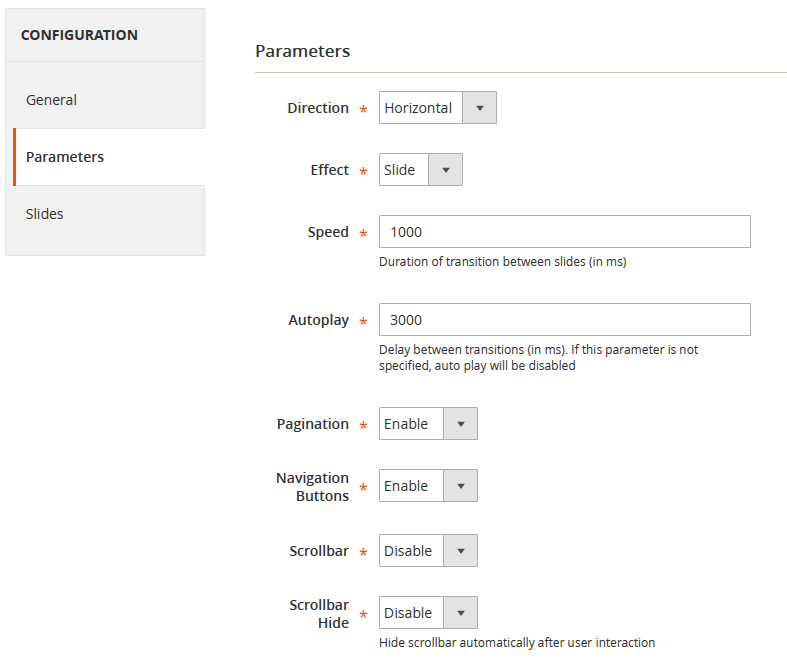 CONFIGURATION
General
Parameters
Slides
Parameters
Direction * Horizontal
Effect * Slide
Speed * 1000
Duration of transition between slides (in ms)
Autoplay * 3000
Delay between transitions (in ms). If this parameter is not
specified, auto play will be disabled
Pagination * Enable
Navigation
Buttons * Enable
Scrollbar * Disable
Scrollbar
Hide * Disable
Hide scrollbar automatically after user interaction